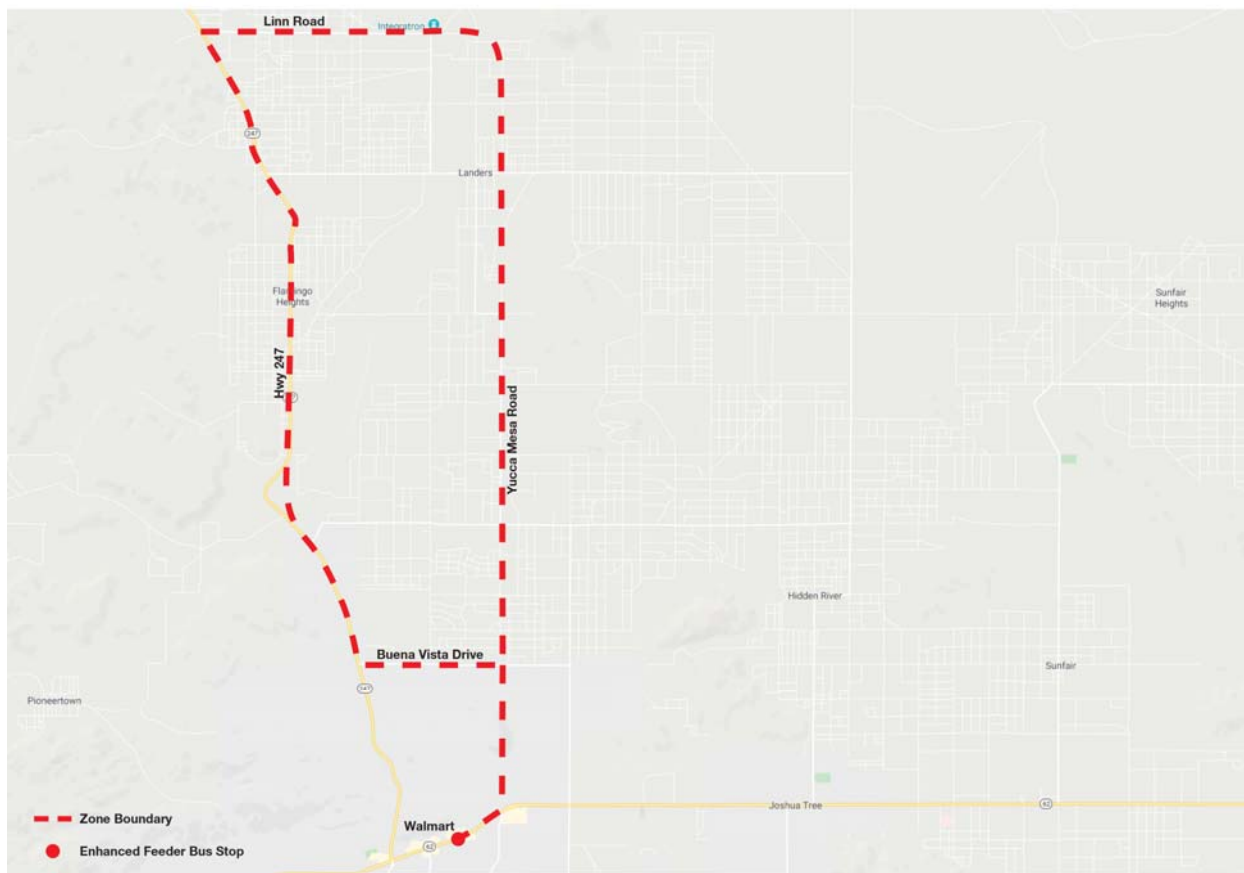 Linn Road
Integratron
247
Landers
Flamingo
Heights
Sunfair
Heights
Hwy 247
247
Yucca Mesa Road
Hidden River
Buena Vista Drive
Sunfair
247
Pioneertown
Joshua Tree
62
Zone Boundary
Walmart
62
Enhanced Feeder Bus Stop